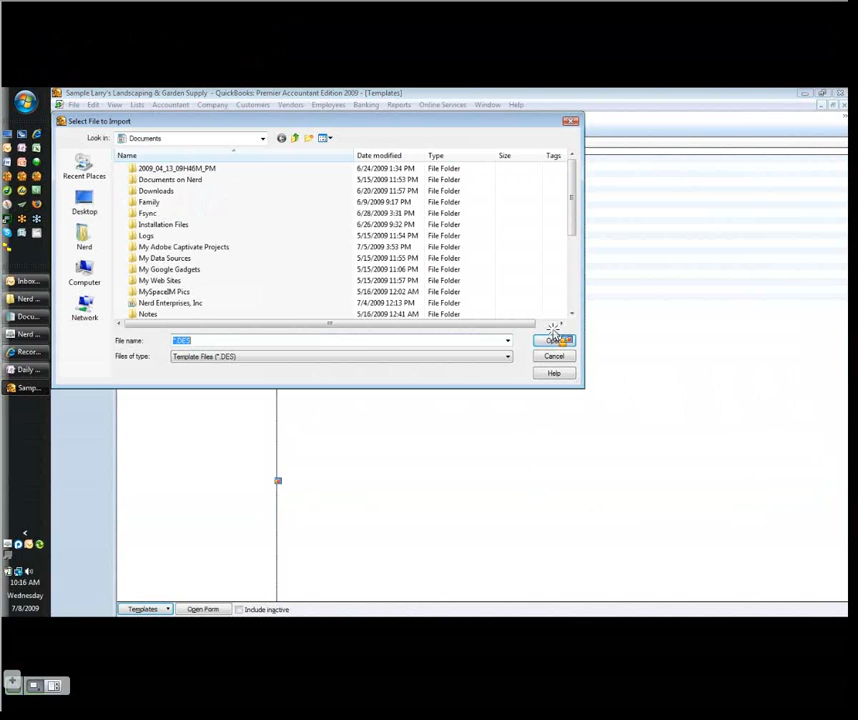 Sample Larry's Landscaping & Garden Supply - QuickBooks: Premier Accountant Edition 2009 - [Templates]
File Edit View Lists Accountant Company Customers Vendors Employees Banking Reports Online Services Window Help
Select File to Import
Look in: Documents
Name Date modified Type Size Tags
2009_04_13_09H46M_PM 6/24/2009 1:34 PM File Folder
Documents on Nerd 5/15/2009 11:53 PM File Folder
Downloads 6/20/2009 11:57 PM File Folder
Family 6/9/2009 9:17 PM File Folder
Fsync 6/28/2009 3:31 PM File Folder
Installation Files 6/26/2009 9:32 PM File Folder
Logs 5/15/2009 11:54 PM File Folder
My Adobe Captivate Projects 7/5/2009 3:53 PM File Folder
My Data Sources 5/15/2009 11:55 PM File Folder
My Google Gadgets 5/15/2009 11:06 PM File Folder
My Web Sites 5/15/2009 11:57 PM File Folder
MySpaceIM Pics 5/16/2009 12:02 AM File Folder
Nerd Enterprises, Inc 7/4/2009 12:13 PM File Folder
Notes 5/16/2009 12:41 AM File Folder
Recent Places
Desktop
Nerd
Computer
Network
File name: *.DES
Files of type: Template Files (*.DES)
Cancel
Help
Inbox...
Nerd ...
Docu...
Nerd ...
Recor...
Daily ...
Samp...
10:16 AM
Wednesday
7/8/2009
Templates Open Form Include inactive